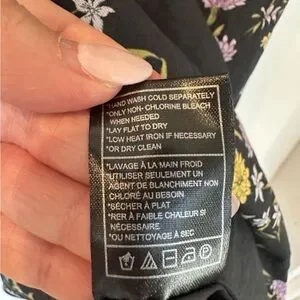 *HAND WASH COLD SEPARATELY
*ONLY NON- CHLORINE BLEACH
WHEN NEEDED
*LAY FLAT TO DRY
*LOW HEAT IRON IF NECESSARY
*OR DRY CLEAN
*LAVAGE À LA MAIN FROID
*UTILISER SEULEMENT UN
AGENT DE BLANCHIMENT NON
CHLORÉ AU BESOIN
*SÉCHER À PLAT
*RER À FAIBLE CHALEUR SI
NÉCESSAIRE
*OU NETTOYAGE À SEC